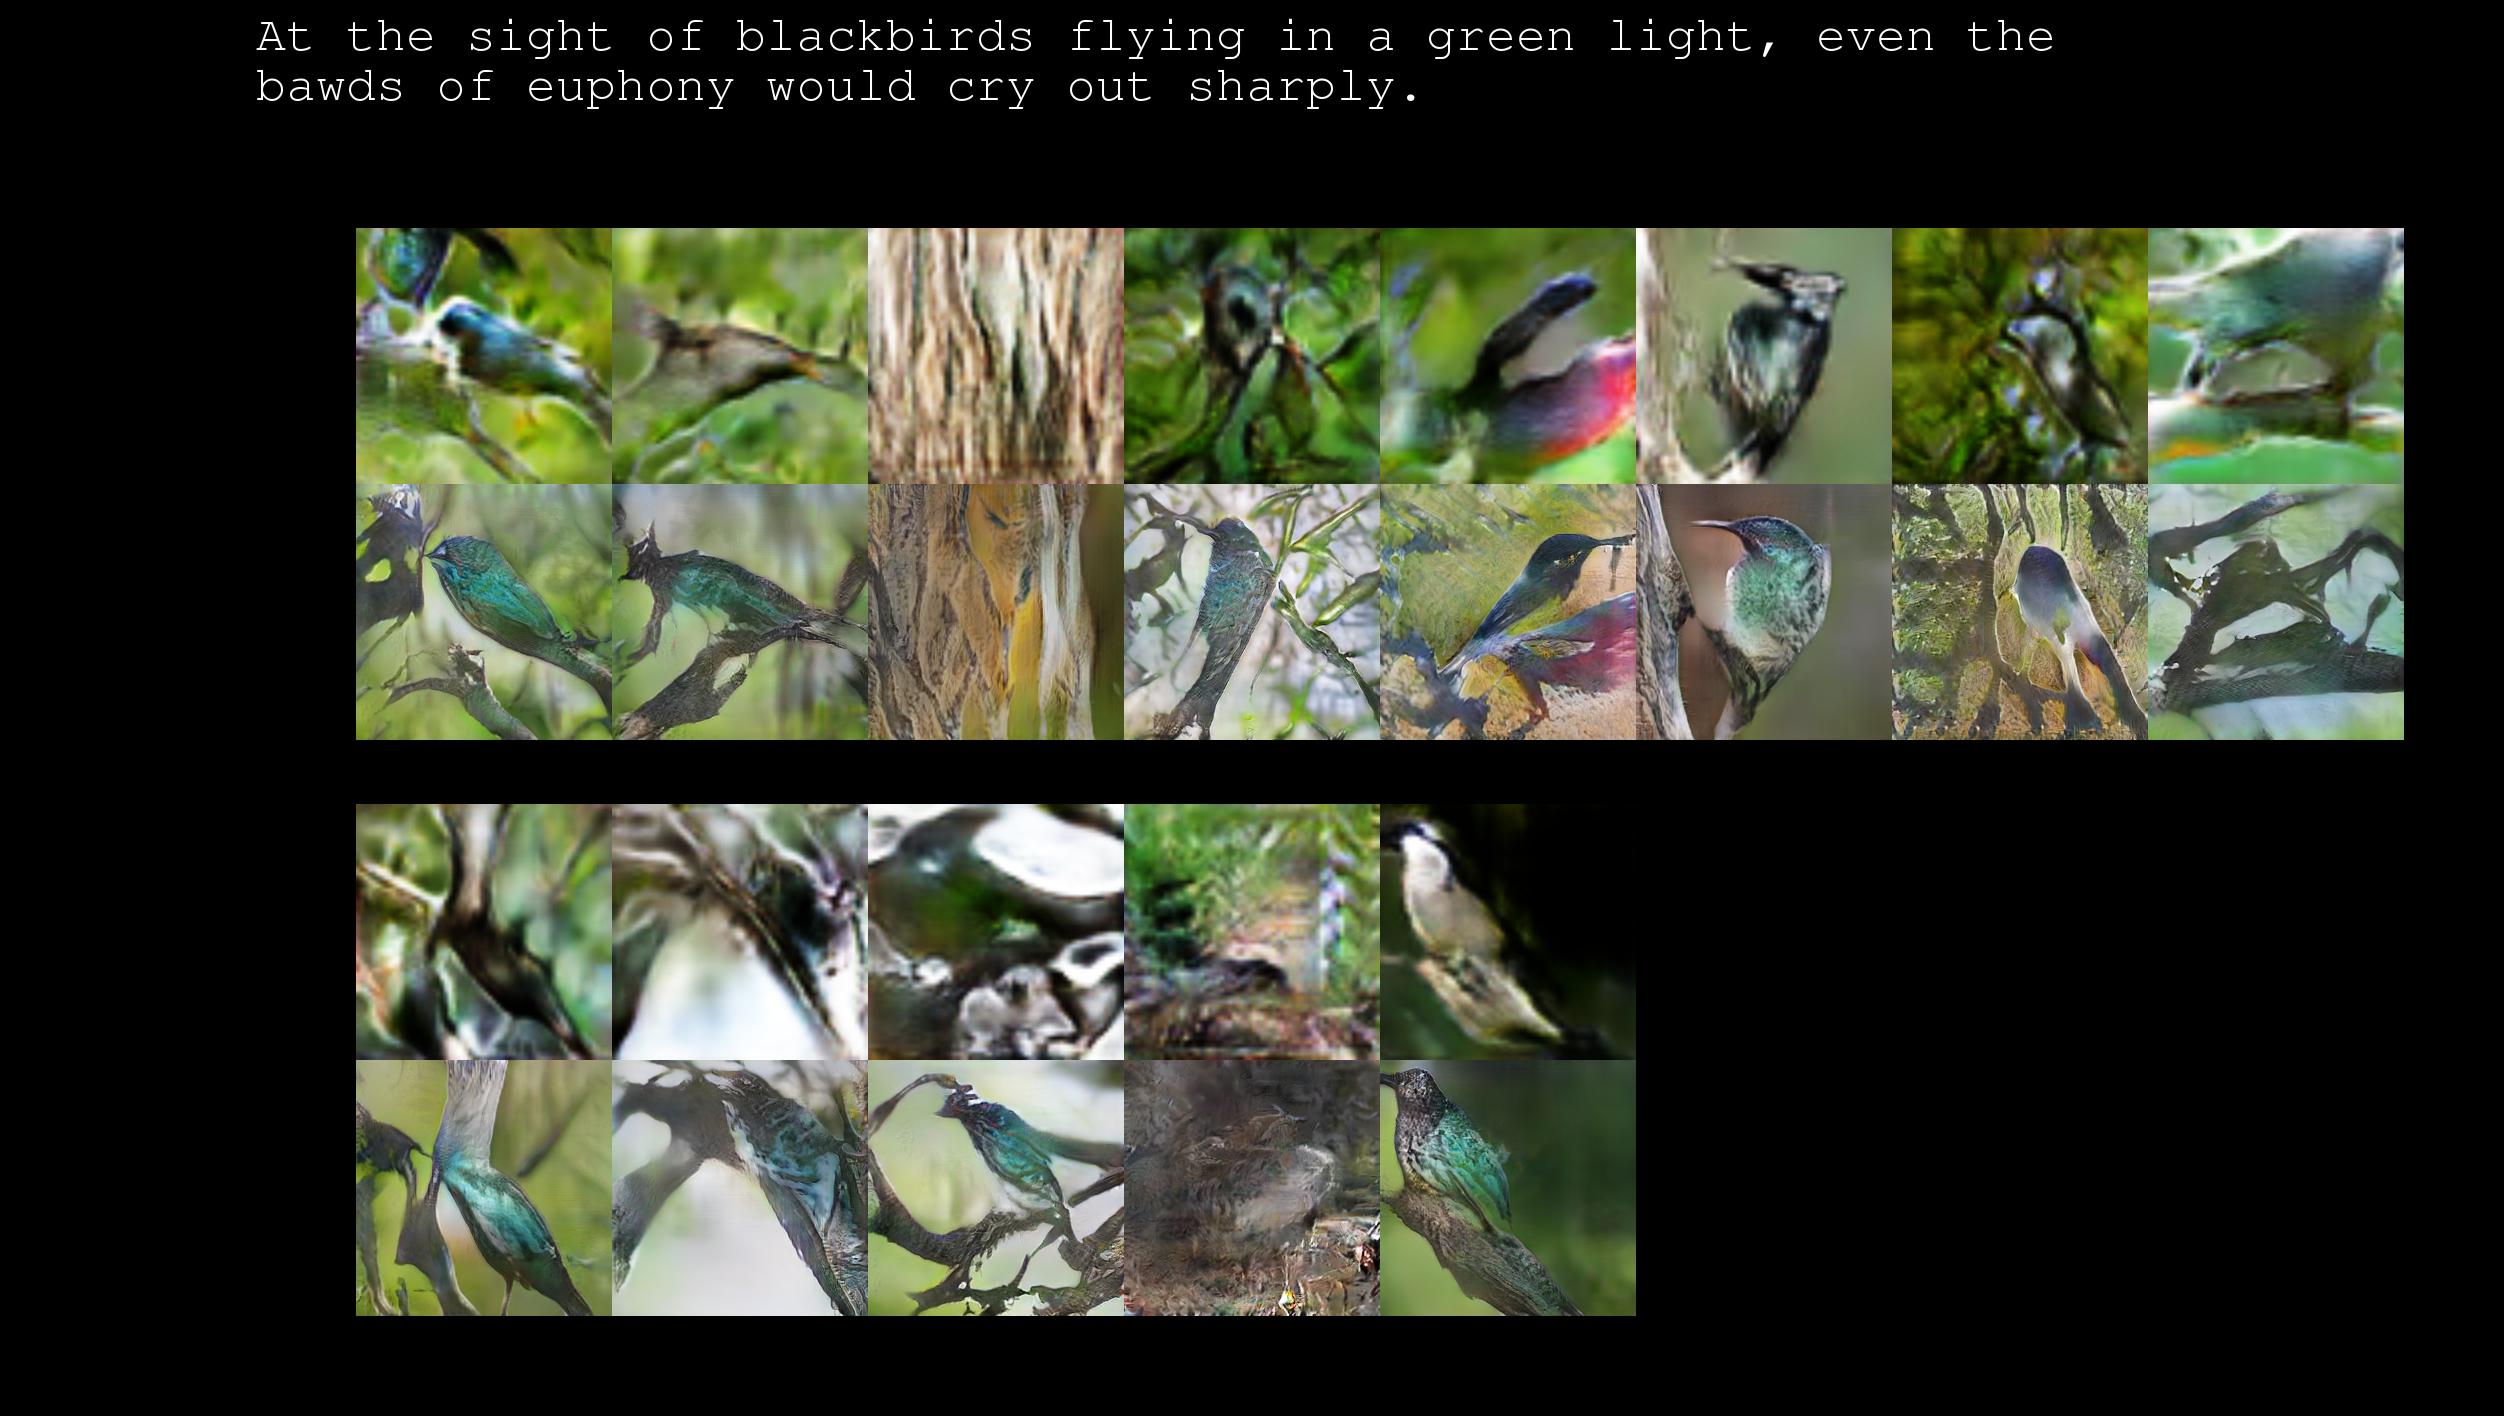 At the sight of blackbirds flying in a green light, even the
bawds of euphony would cry out sharply.